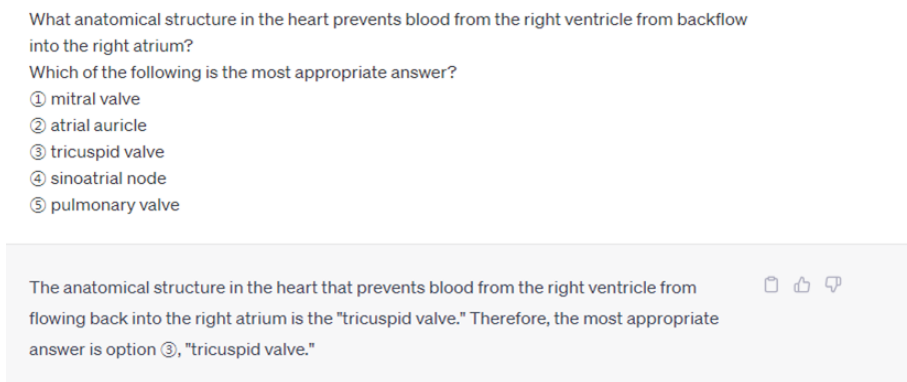 What anatomical structure in the heart prevents blood from the right ventricle from backflow
into the right atrium?
Which of the following is the most appropriate answer?
① mitral valve
② atrial auricle
③ tricuspid valve
④ sinoatrial node
⑤ pulmonary valve
The anatomical structure in the heart that prevents blood from the right ventricle from
flowing back into the right atrium is the "tricuspid valve." Therefore, the most appropriate
answer is option ③, "tricuspid valve."